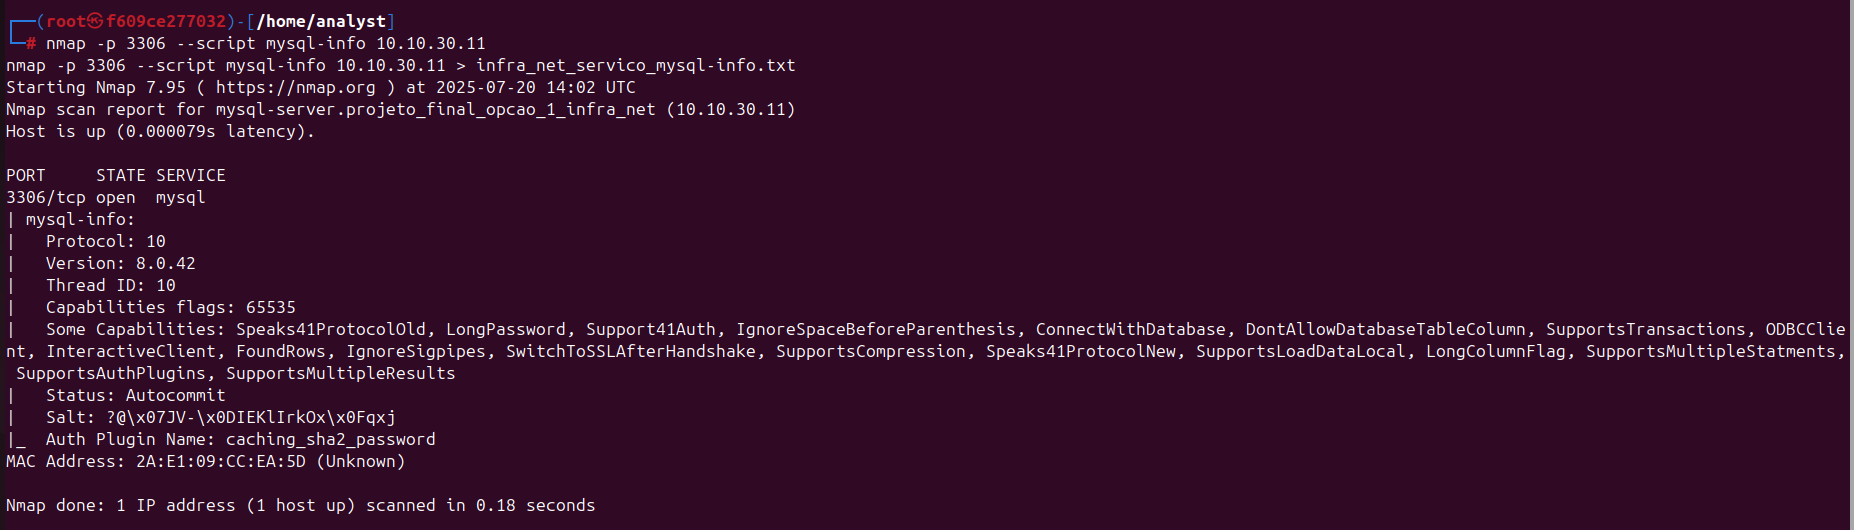 ┌──(root㉿f609ce277032)-[/home/analyst]
└─# nmap -p 3306 --script mysql-info 10.10.30.11
nmap -p 3306 --script mysql-info 10.10.30.11 > infra_net_servico_mysql-info.txt
Starting Nmap 7.95 ( https://nmap.org ) at 2025-07-20 14:02 UTC
Nmap scan report for mysql-server.projeto_final_opcao_1_infra_net (10.10.30.11)
Host is up (0.000079s latency).

PORT     STATE SERVICE
3306/tcp open  mysql
| mysql-info:
|   Protocol: 10
|   Version: 8.0.42
|   Thread ID: 10
|   Capabilities flags: 65535
|   Some Capabilities: Speaks41ProtocolOld, LongPassword, Support41Auth, IgnoreSpaceBeforeParenthesis, ConnectWithDatabase, DontAllowDatabaseTableColumn, SupportsTransactions, ODBCClie
nt, InteractiveClient, FoundRows, IgnoreSigpipes, SwitchToSSLAfterHandshake, SupportsCompression, Speaks41ProtocolNew, SupportsLoadDataLocal, LongColumnFlag, SupportsMultipleStatments,
 SupportsAuthPlugins, SupportsMultipleResults
|   Status: Autocommit
|   Salt: ?@\x07JV-\x0DIEKlIrkOx\x0Fqxj
|_  Auth Plugin Name: caching_sha2_password
MAC Address: 2A:E1:09:CC:EA:5D (Unknown)

Nmap done: 1 IP address (1 host up) scanned in 0.18 seconds